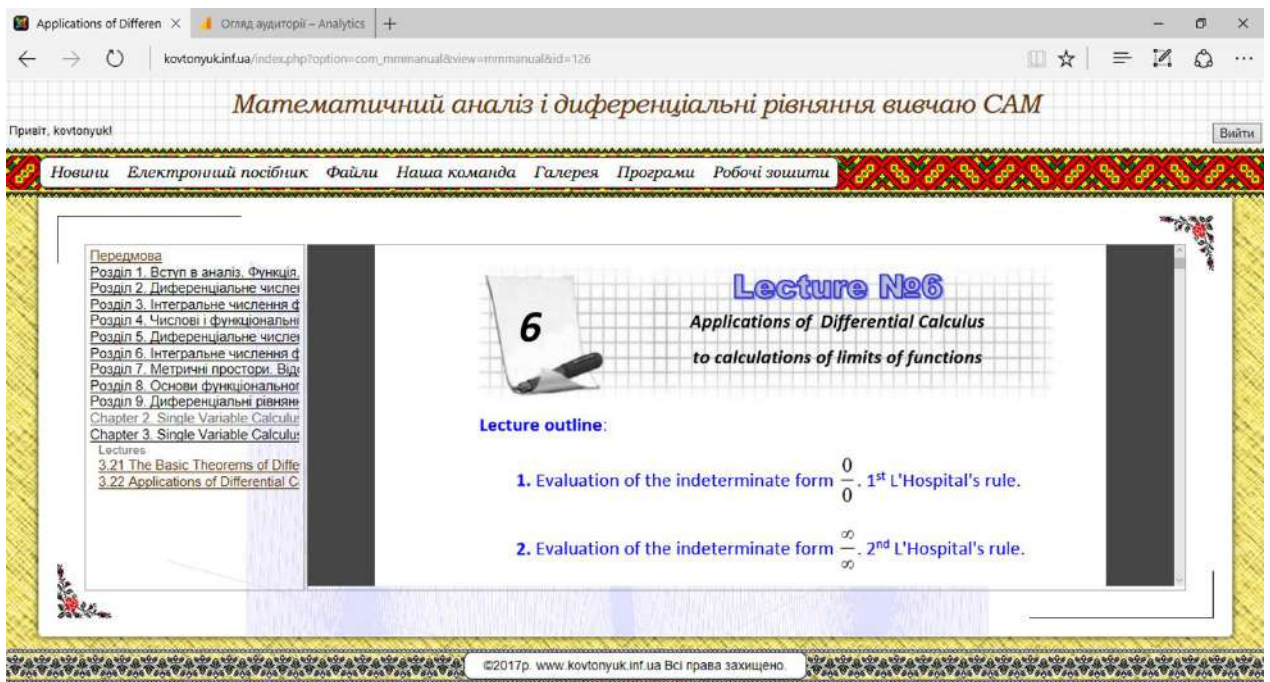 Applications of Differen
Огляд аудиторії – Analytics
kovtonyuk.inf.ua/index.php?option=com_mmmanual&view=mmmanual&id=126
Математичний аналіз і диференціальні рівняння вивчаю САМ
Привіт, kovtonyuk!
Вийти
Новини Електронний посібник Файли Наша команда Галерея Програми Робочі зошити
Передмова
Розділ 1. Вступ в аналіз. Функція.
Розділ 2. Диференціальне числен
Розділ 3. Інтегральне числення ф
Розділ 4. Числові і функціональні
Розділ 5. Диференціальне числен
Розділ 6. Інтегральне числення ф
Розділ 7. Метричні простори. Відо
Розділ 8. Основи функціональног
Розділ 9. Диференціальні рівнянн
Chapter 2. Single Variable Calculu
Chapter 3. Single Variable Calculu
Lectures
3.21 The Basic Theorems of Diffe
3.22 Applications of Differential C
6
Lecture №6
Applications of Differential Calculus
to calculations of limits of functions
Lecture outline:
1. Evaluation of the indeterminate form 0/0. 1st L'Hospital's rule.
2. Evaluation of the indeterminate form ∞/∞. 2nd L'Hospital's rule.
©2017р. www.kovtonyuk.inf.ua Всі права захищено.